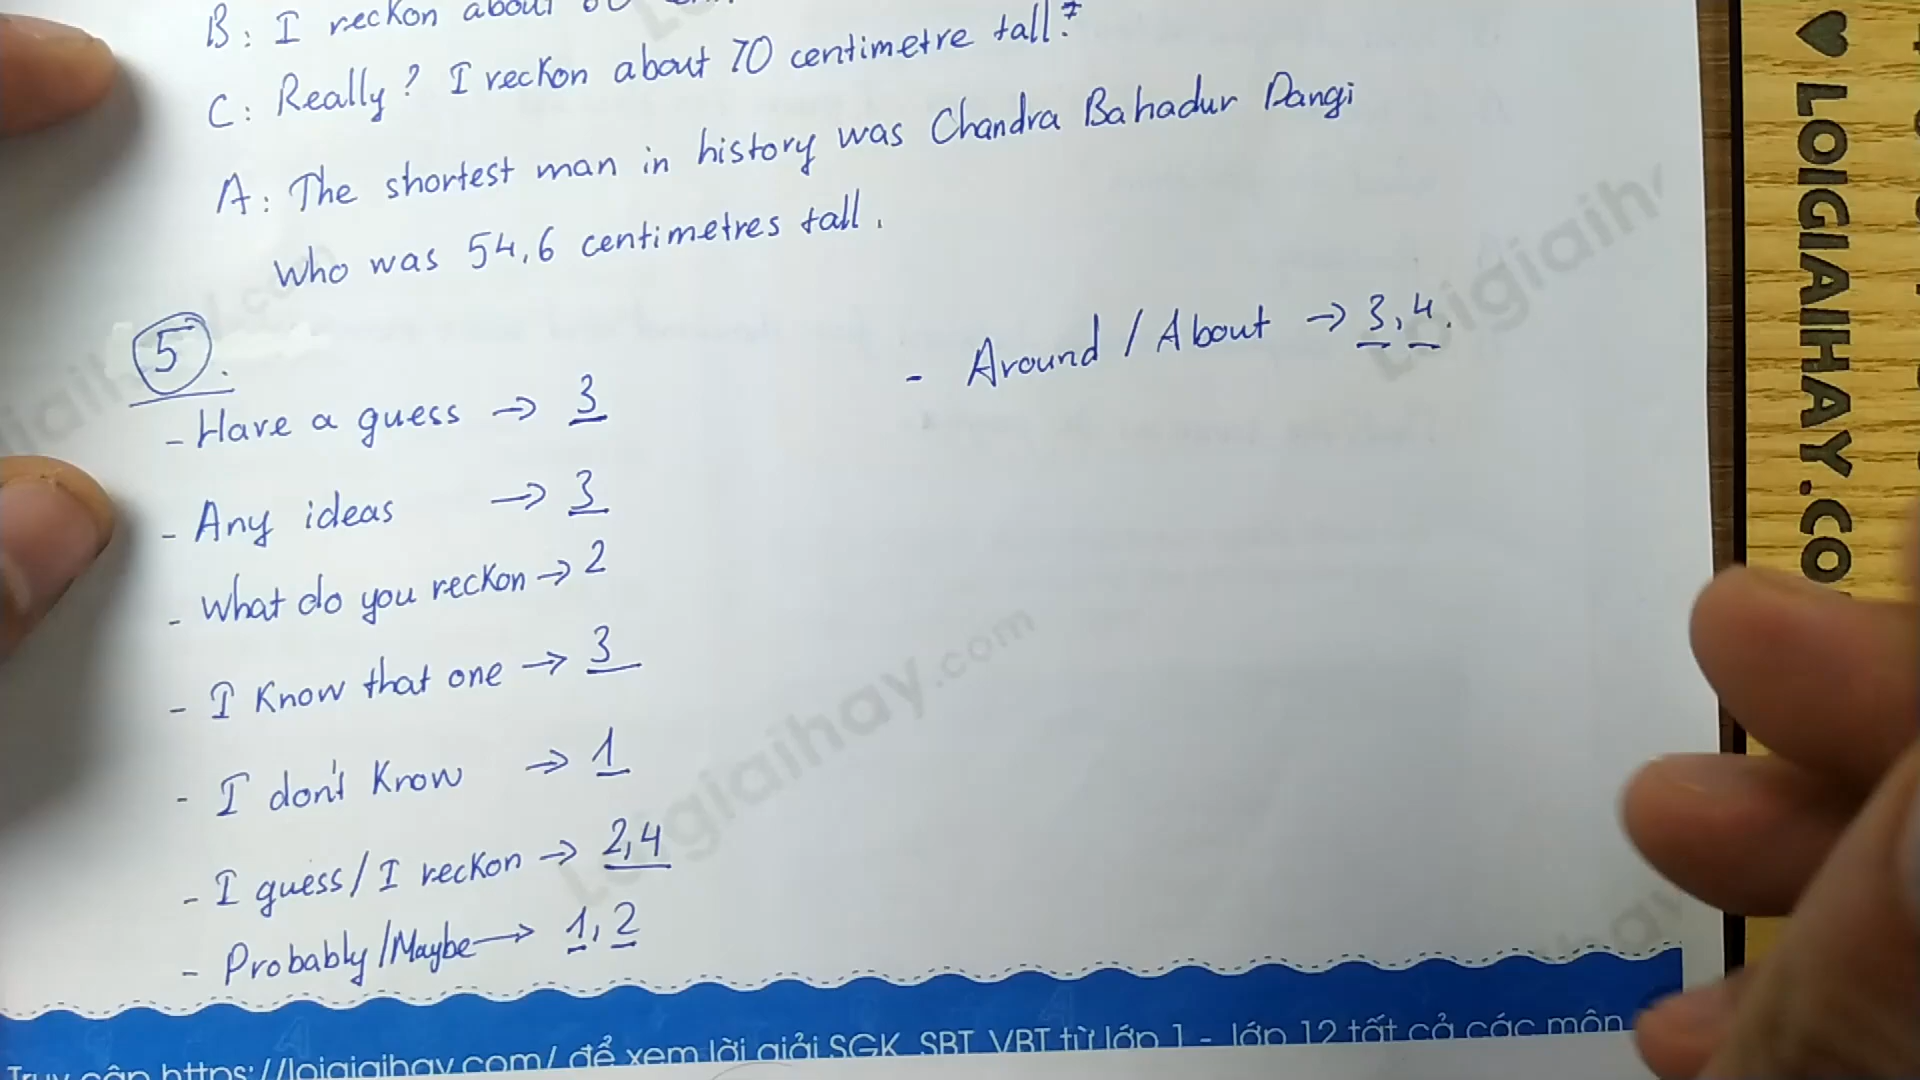 B: I reckon about
C: Really? I reckon about 70 centimetre tall?
A: The shortest man in history was Chandra Bahadur Dangi
Who was 54,6 centimetres tall.
5.
- Have a guess → 3
- Any ideas → 3
- What do you reckon → 2
- I know that one → 3
- I don't know → 1
- I guess / I reckon → 2,4
- Probably / Maybe → 1, 2
- Around / About → 3, 4.
Loigiaihay.com
Truy cập https://loigiaihay.com/ để xem lời giải SGK, SBT, VBT từ lớp 1 - lớp 12 tất cả các môn
♥ LOIGIAIHAY.CO